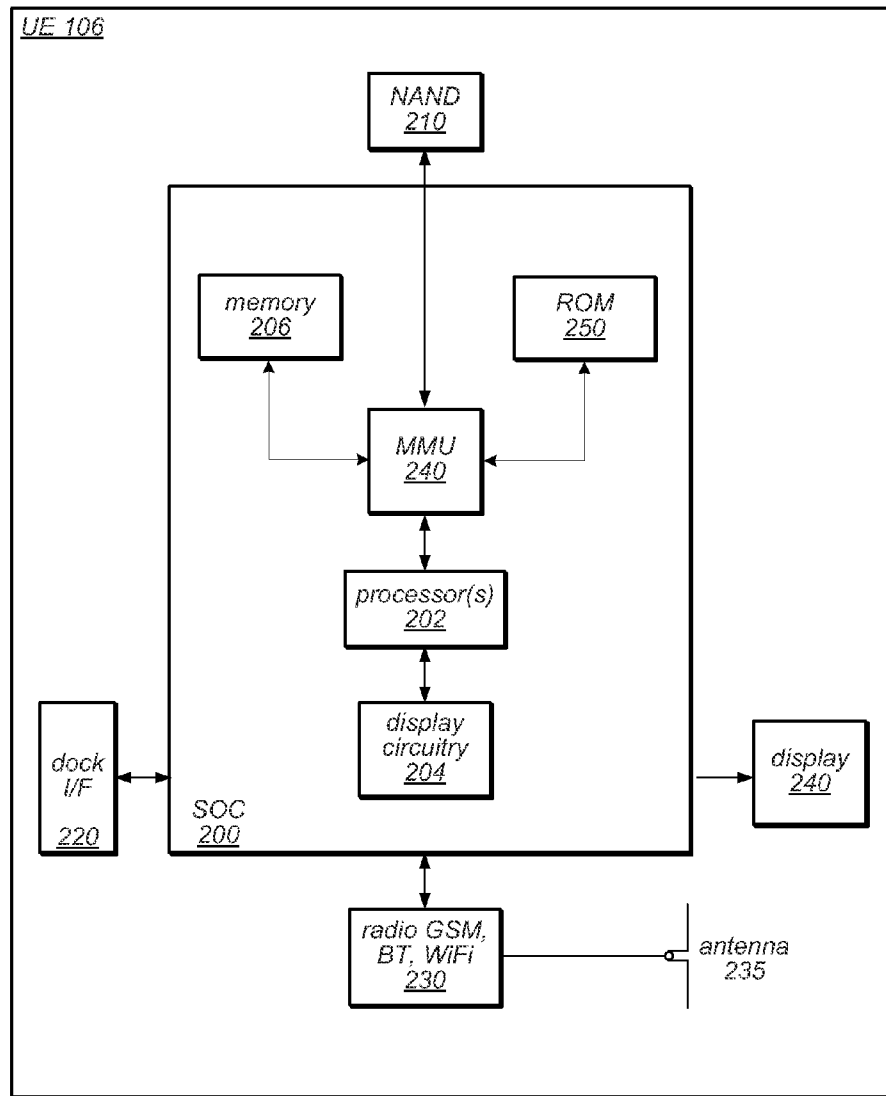 UE 106
NAND
210
memory
206
ROM
250
MMU
240
processor(s)
202
display
circuitry
204
dock
I/F
220
SOC
200
display
240
radio GSM,
BT, WiFi
230
antenna
235